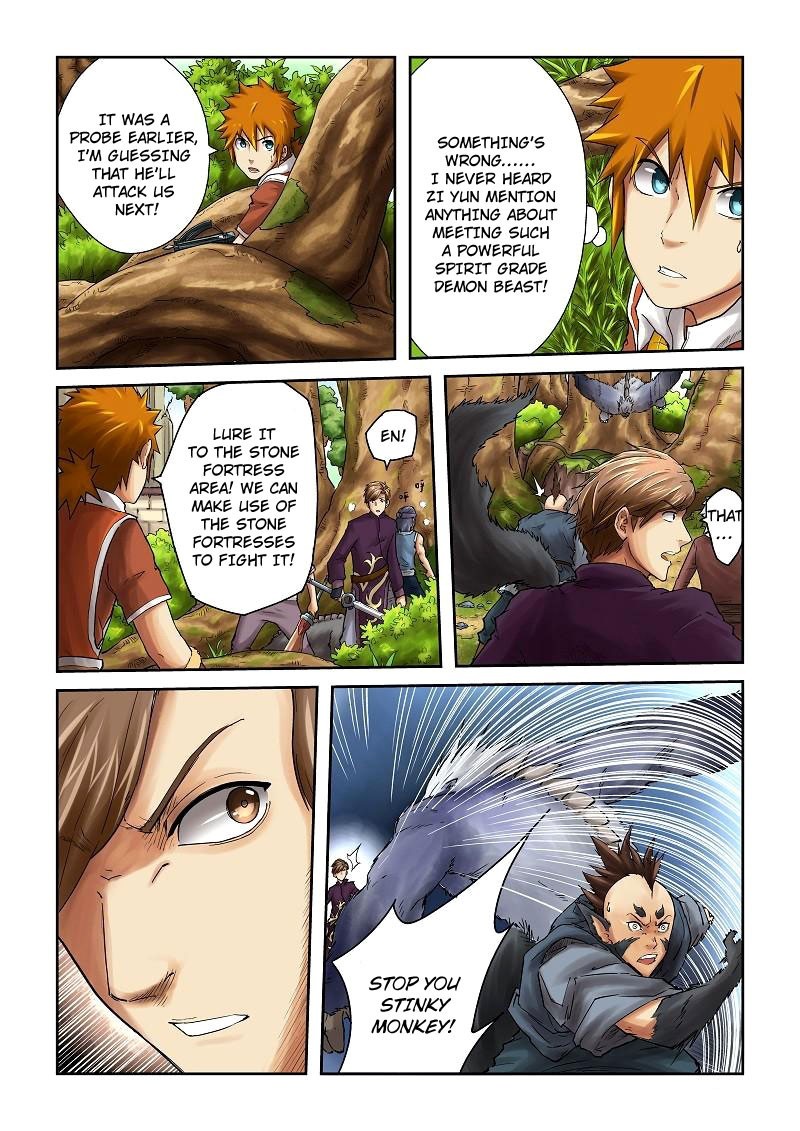 IT WAS A
PROBE EARLIER,
I'M GUESSING
THAT HE'LL
ATTACK US
NEXT!
SOMETHING'S
WRONG......
I NEVER HEARD
ZI YUN MENTION
ANYTHING ABOUT
MEETING SUCH
A POWERFUL
SPIRIT GRADE
DEMON BEAST!
LURE IT
TO THE STONE
FORTRESS
AREA! WE CAN
MAKE USE OF
THE STONE
FORTRESSES
TO FIGHT IT!
EN!
THAT
...
STOP YOU
STINKY
MONKEY!